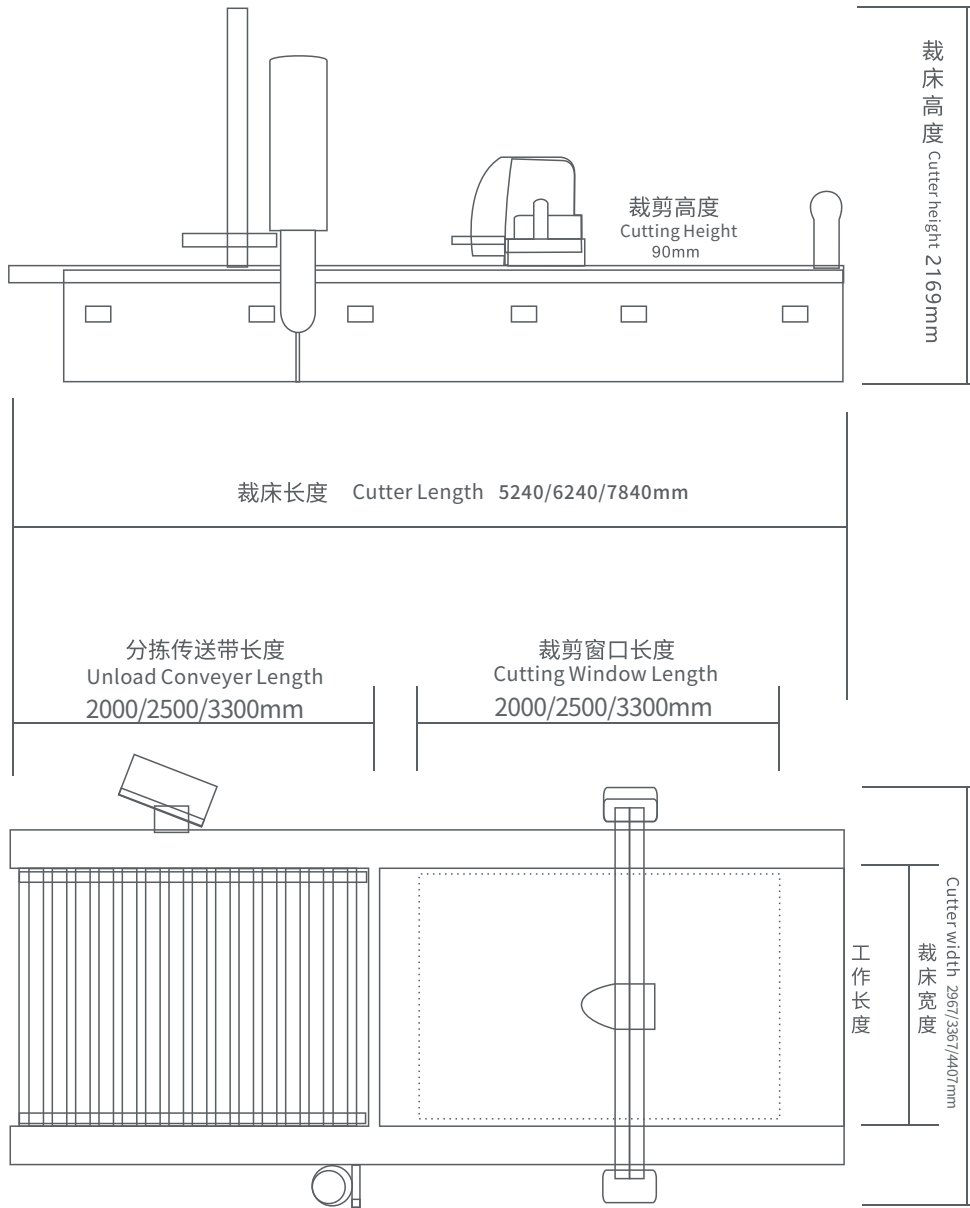 裁床高度 Cutter height 2169mm
裁剪高度
Cutting Height
90mm
裁床长度 Cutter Length 5240/6240/7840mm
分拣传送带长度
Unload Conveyer Length
2000/2500/3300mm
裁剪窗口长度
Cutting Window Length
2000/2500/3300mm
工作长度
裁床宽度
Cutter width 2967/3367/4407mm